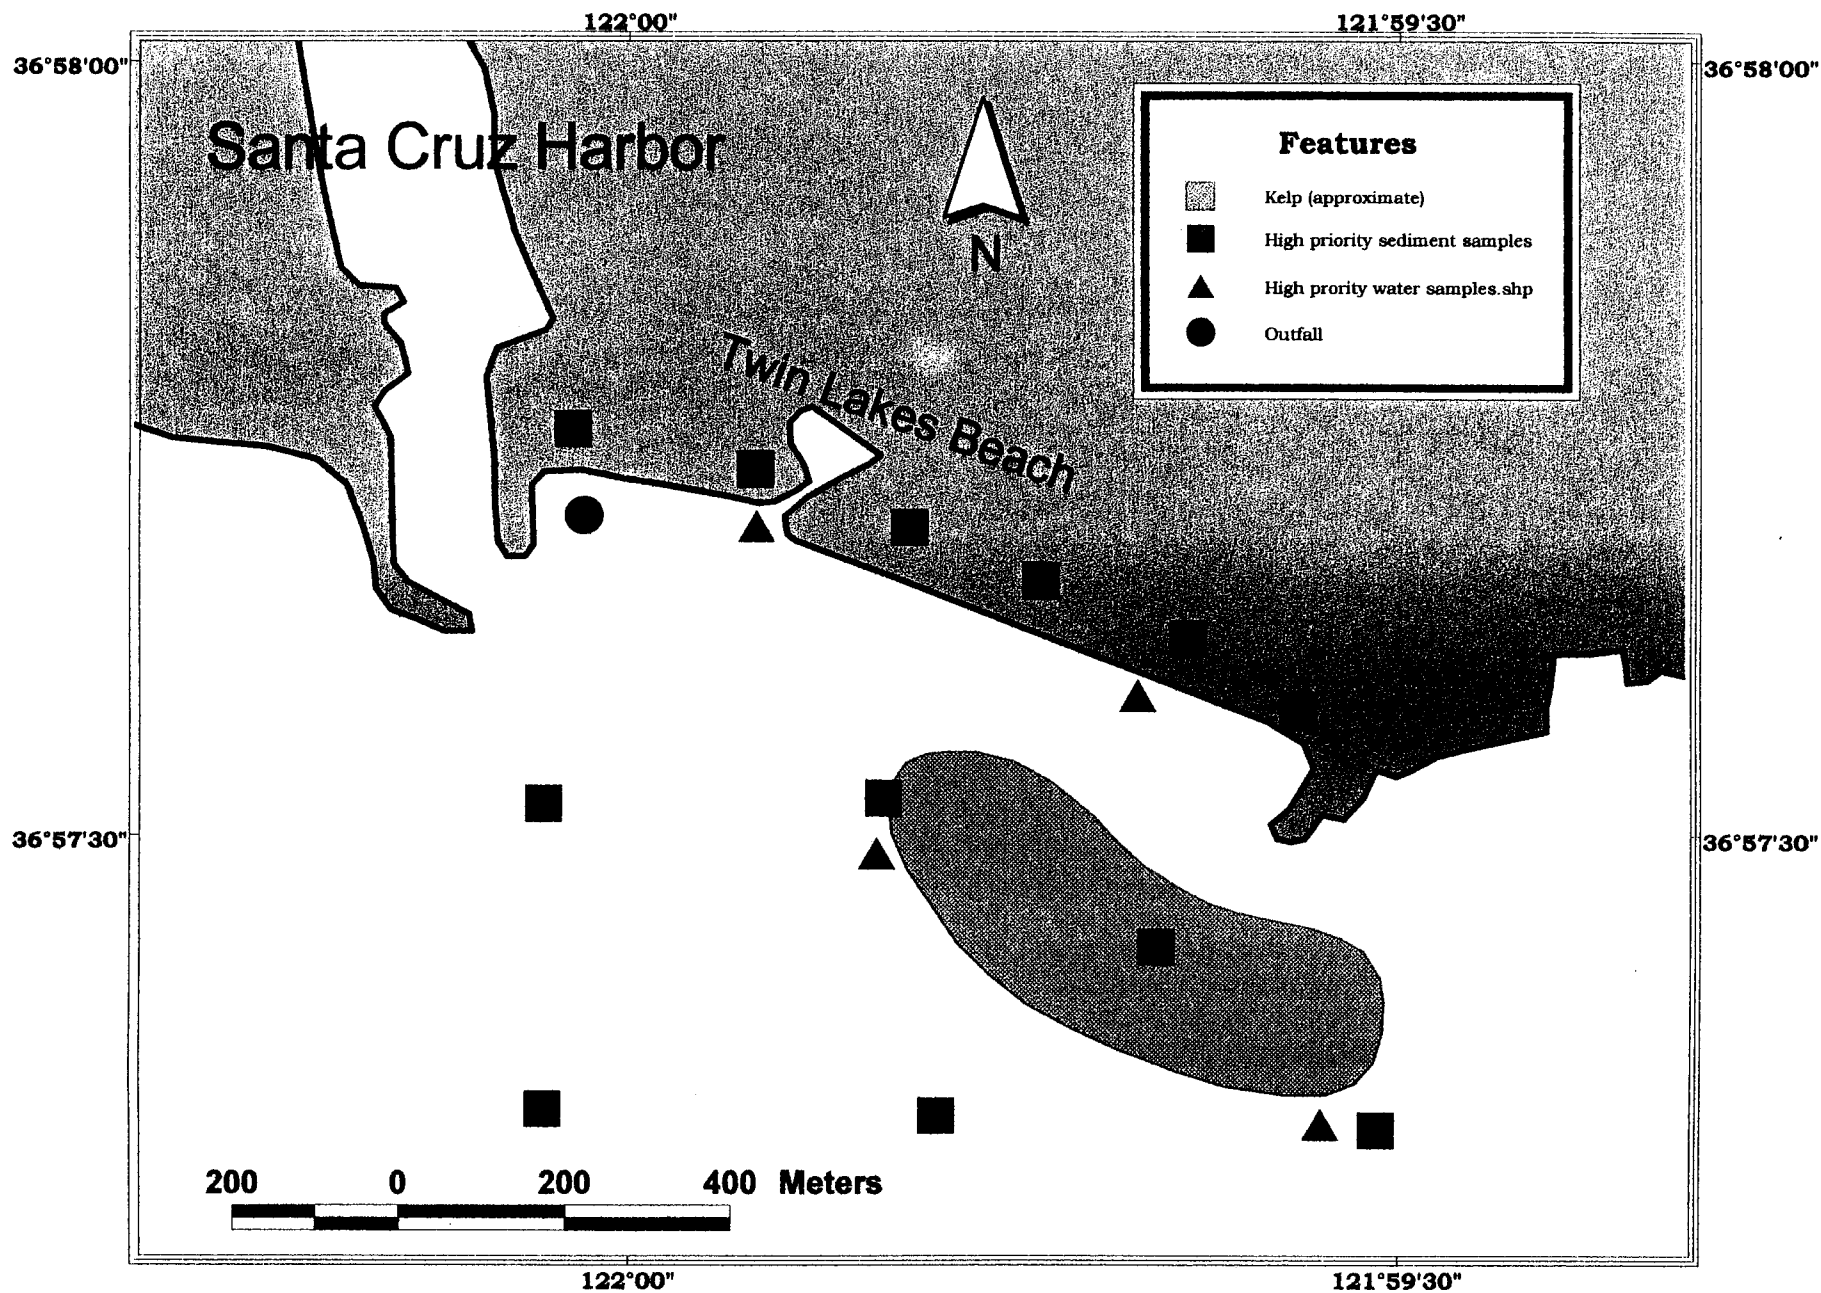 122°00" 121°59'30"
36°58'00" 36°58'00"
Santa Cruz Harbor
Features
Kelp (approximate)
High priority sediment samples
High prority water samples.shp
Outfall
N
Twin Lakes Beach
36°57'30" 36°57'30"
200 0 200 400 Meters
122°00" 121°59'30"